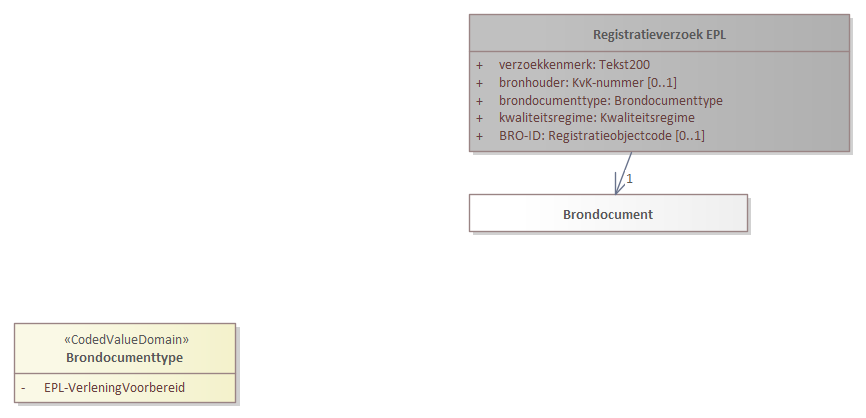 Registratieverzoek EPL
+ verzoekkenmerk: Tekst200
+ bronhouder: KvK-nummer [0..1]
+ brondocumenttype: Brondocumenttype
+ kwaliteitsregime: Kwaliteitsregime
+ BRO-ID: Registratieobjectcode [0..1]
1
Brondocument
«CodedValueDomain»
Brondocumenttype
- EPL-VerleningVoorbereid